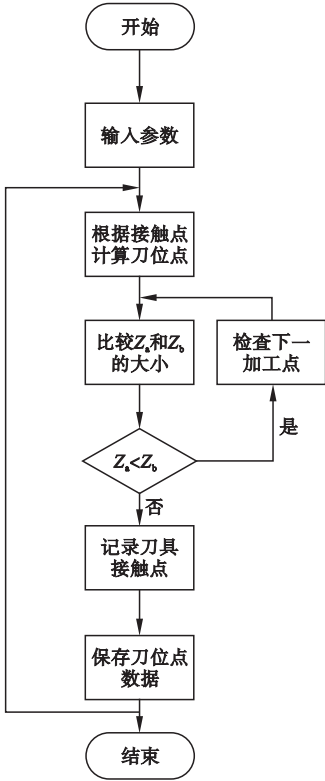 开始
输入参数
根据接触点
计算刀位点
比较Zₐ和Z_b
的大小
检查下一
加工点
Zₐ<Z_b
是
否
记录刀具
接触点
保存刀位点
数据
结束